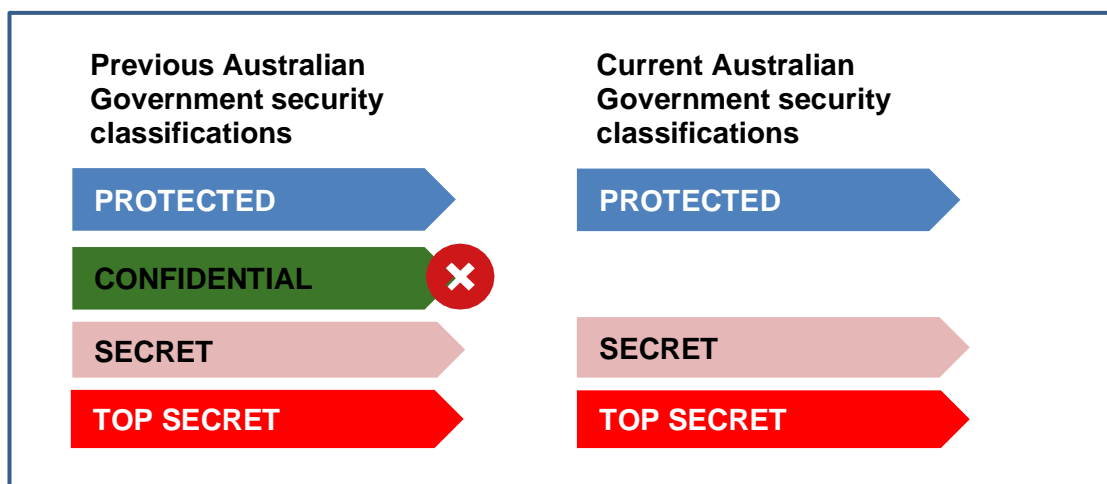 Previous Australian
Government security
classifications
PROTECTED
CONFIDENTIAL
SECRET
TOP SECRET
Current Australian
Government security
classifications
PROTECTED
SECRET
TOP SECRET